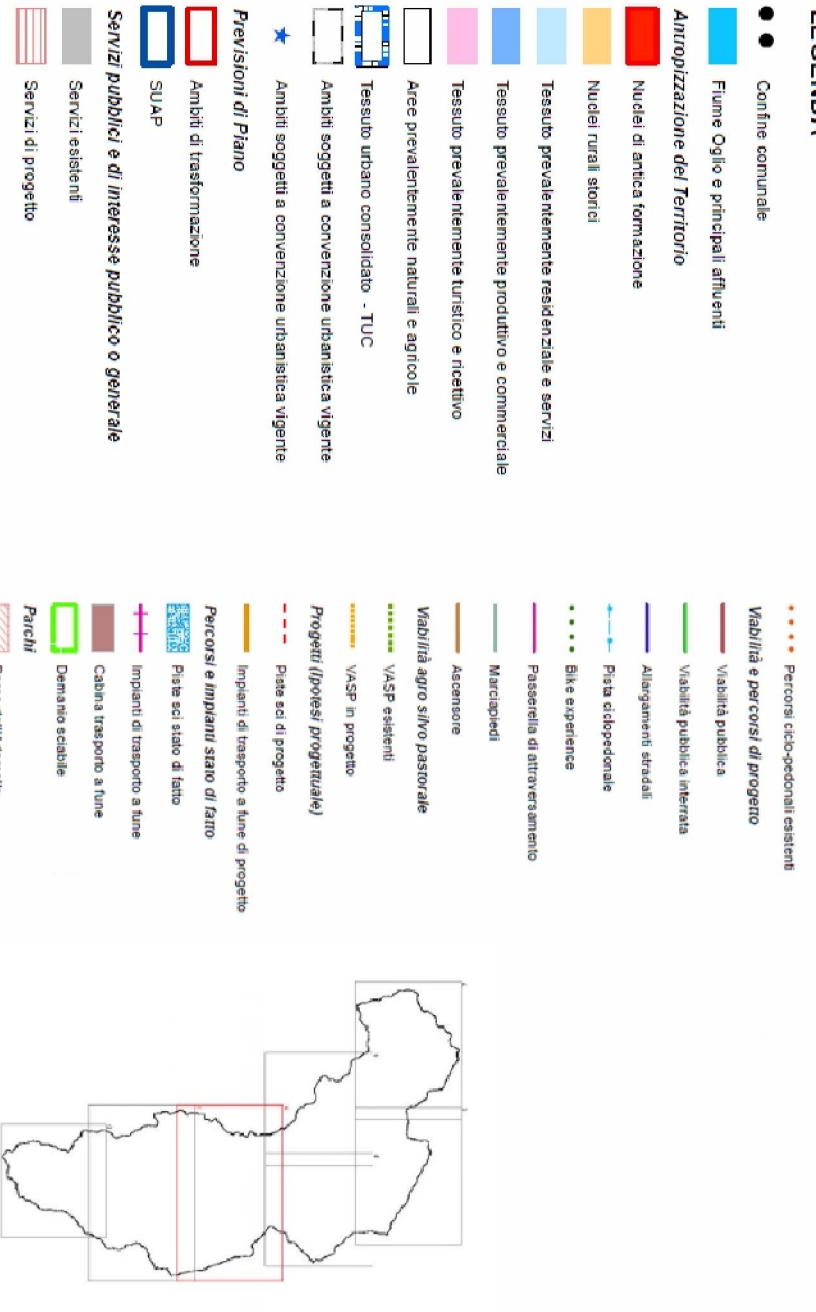 LEGENDA
Confine comunale
Fiume Oglio e principali affluenti
Antropizzazione del Territorio
Nuclei di antica formazione
Nuclei rurali storici
Tessuto prevalentemente residenziale e servizi
Tessuto prevalentemente produttivo e commerciale
Tessuto prevalentemente turistico e ricettivo
Aree prevalentemente naturali e agricole
Tessuto urbano consolidato - TUC
Ambiti soggetti a convenzione urbanistica vigente
Ambiti soggetti a convenzione urbanistica vigente
Previsioni di Piano
Ambiti di trasformazione
SUAP
Servizi pubblici e di interesse pubblico o generale
Servizi esistenti
Servizi di progetto
Percorsi ciclo-pedonali esistenti
Viabilità e percorsi di progetto
Viabilità pubblica
Viabilità pubblica interrata
Allargamenti stradali
Pista ciclopedonale
Bike experience
Passerella di attraversamento
Marciapiedi
Ascensore
Viabilità agro silvo pastorale
VASP esistenti
VASP in progetto
Progetti (Ipotesi progettuale)
Piste sci di progetto
Impianti di trasporto a fune di progetto
Percorsi e impianti stato di fatto
Piste sci stato di fatto
Impianti di trasporto a fune
Cabina trasporto a fune
Demanio sciabile
Parchi